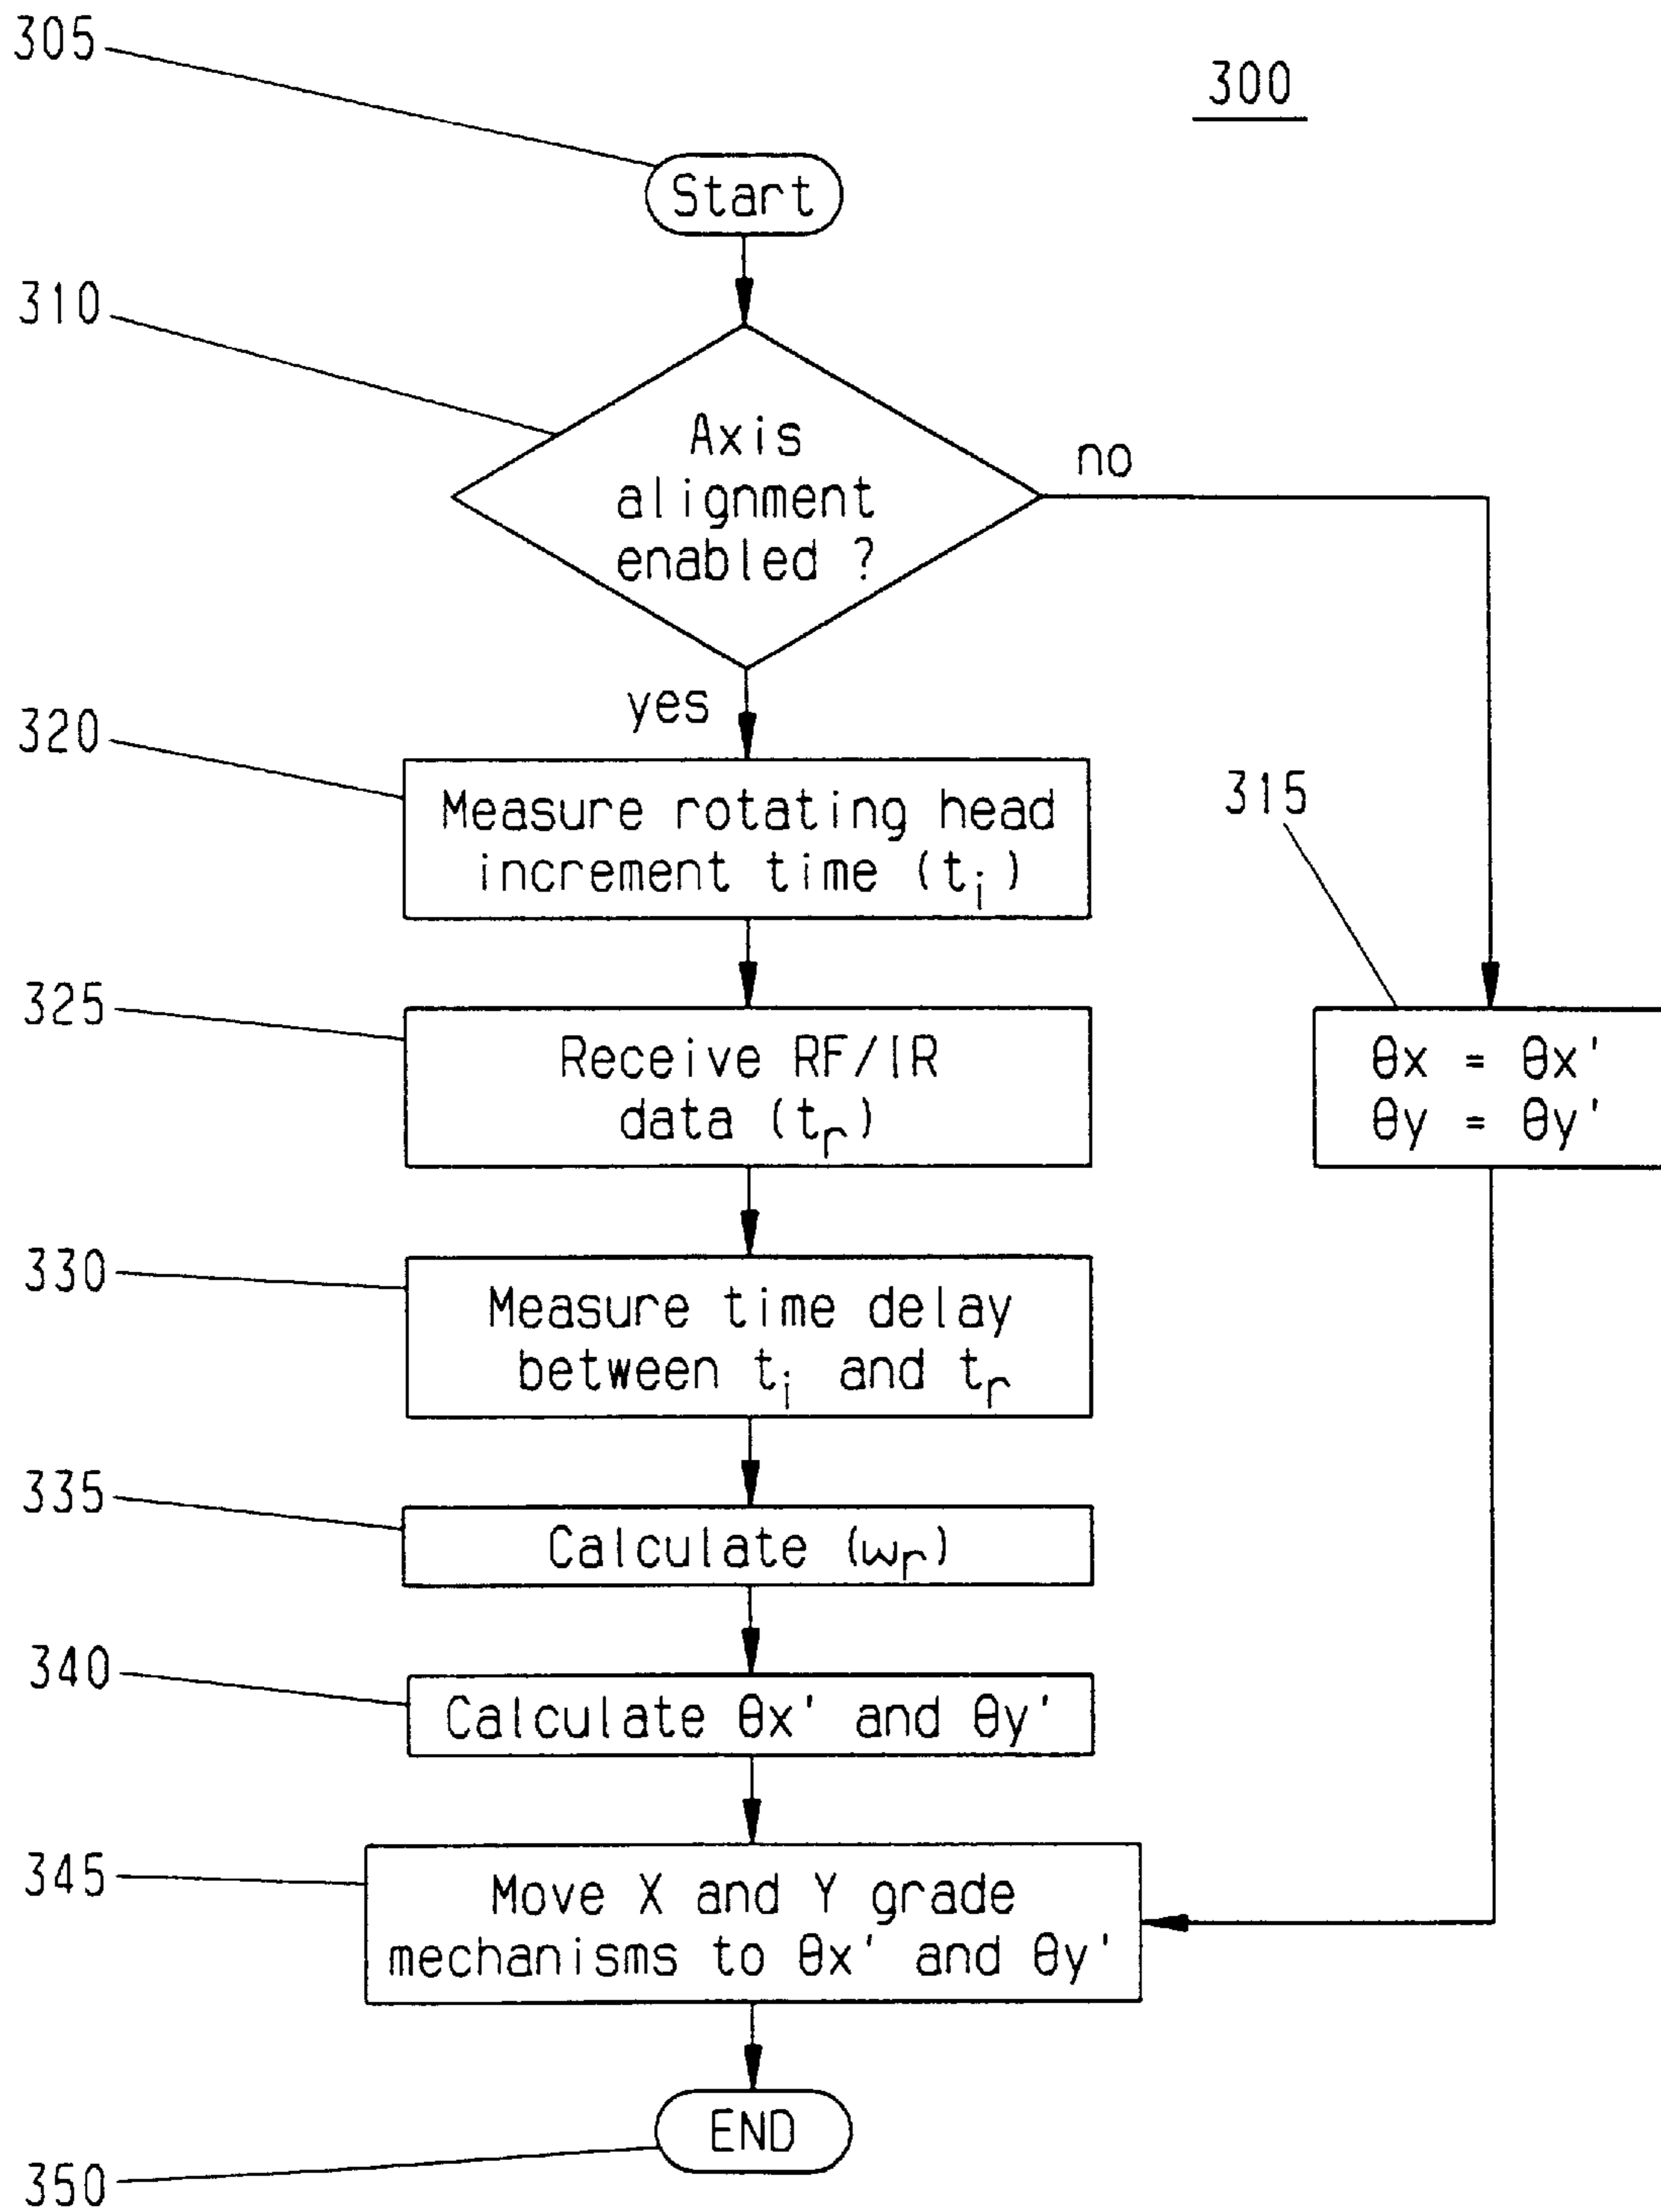 305
300
Start
310
Axis
alignment
enabled ?
no
yes
320
Measure rotating head
increment time (tᵢ)
315
325
Receive RF/IR
data (tᵣ)
θx = θx'
θy = θy'
330
Measure time delay
between tᵢ and tᵣ
335
Calculate (ωᵣ)
340
Calculate θx' and θy'
345
Move X and Y grade
mechanisms to θx' and θy'
END
350